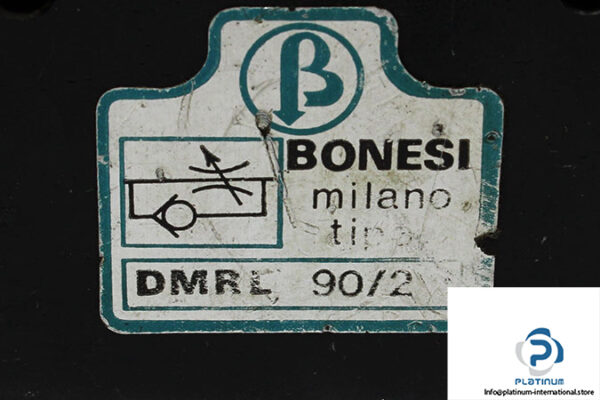 B
BONESI
milano
tipo
DMRL 90/2
P
PLATINUM
Info@platinum-international.store